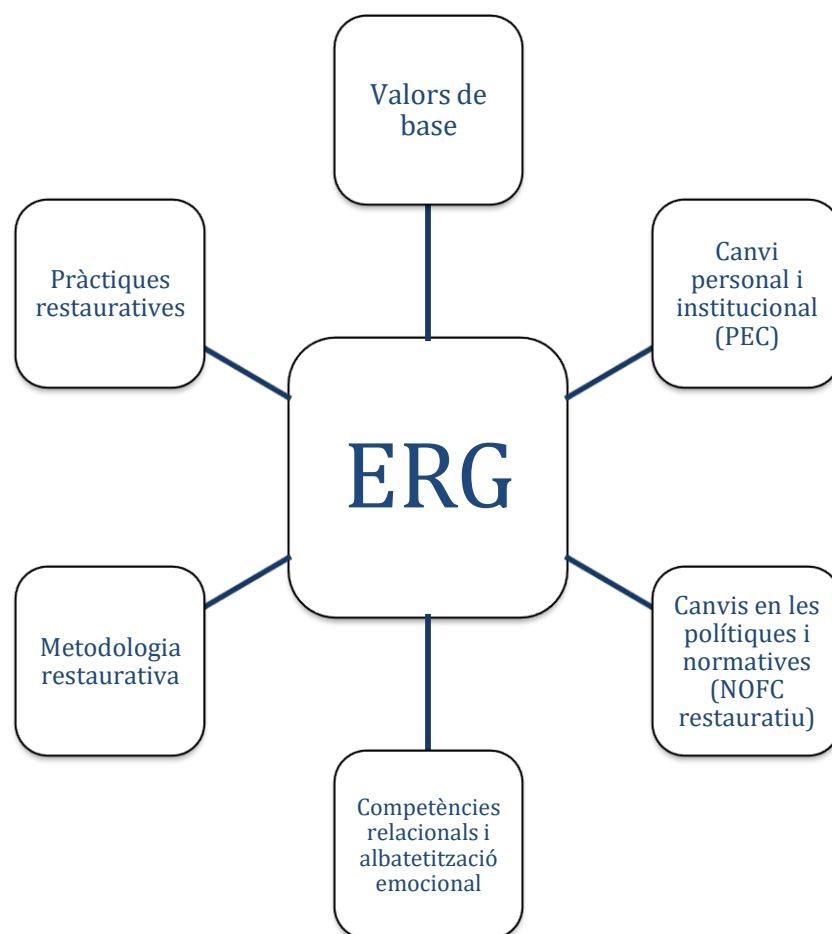 Valors de
base
Canvi
personal i
institucional
(PEC)
Canvis en les
polítiques i
normatives
(NOFC
restauratiu)
Competències
relacionals i
albatetització
emocional
Metodologia
restaurativa
Pràctiques
restauratives
ERG